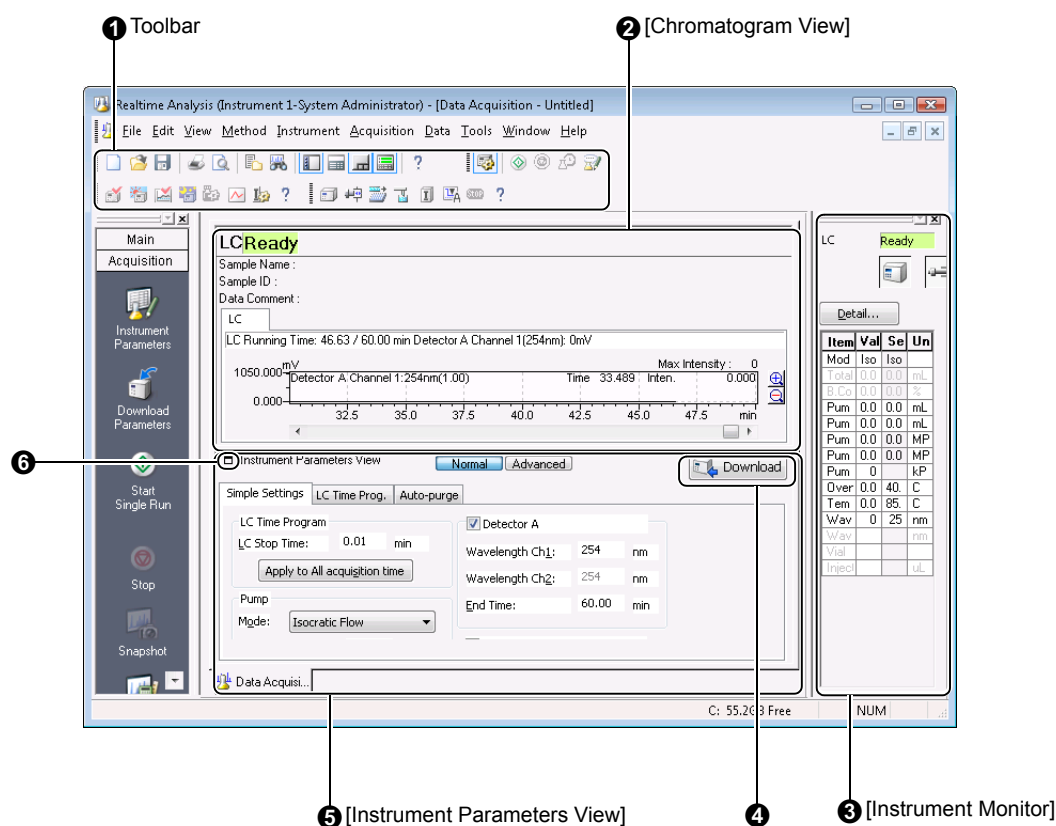 1 Toolbar
2 [Chromatogram View]
Realtime Analysis (Instrument 1-System Administrator) - [Data Acquisition - Untitled]
File Edit View Method Instrument Acquisition Data Tools Window Help
Main
Acquisition
Instrument
Parameters
Download
Parameters
Start
Single Run
Stop
Snapshot
LC Ready
Sample Name :
Sample ID :
Data Comment :
LC
LC Running Time: 46.63 / 60.00 min Detector A Channel 1(254nm): 0mV
mV Max Intensity : 0
1050.000 Detector A Channel 1:254nm(1.00) Time 33.489 Inten. 0.000
0.000
32.5 35.0 37.5 40.0 42.5 45.0 47.5 min
6
Instrument Parameters View Normal Advanced Download
Simple Settings LC Time Prog. Auto-purge
LC Time Program
LC Stop Time: 0.01 min
Apply to All acquisition time
Pump
Mode: Isocratic Flow
Detector A
Wavelength Ch1: 254 nm
Wavelength Ch2: 254 nm
End Time: 60.00 min
Data Acquisi...
LC Ready
Detail...
Item Val Se Un
Mod Iso Iso
Total 0.0 0.0 mL
B.Co 0.0 0.0 %
Pum 0.0 0.0 mL
Pum 0.0 0.0 mL
Pum 0.0 0.0 MP
Pum 0.0 0.0 MP
Pum 0 kP
Over 0.0 40. C
Tem 0.0 85. C
Wav 0 25 nm
Wav nm
Vial
Inject uL
C: 55.2GB Free NUM
5 [Instrument Parameters View]
4
3 [Instrument Monitor]